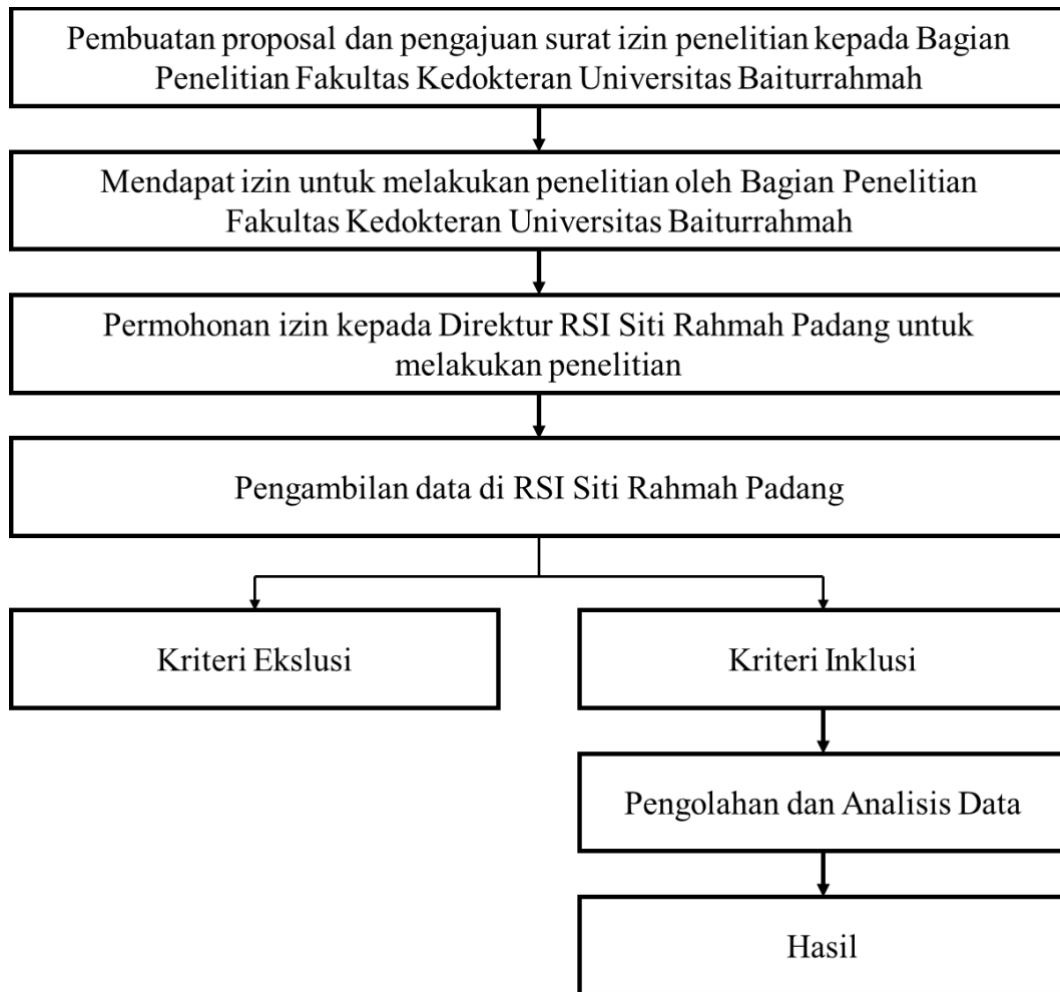 Pembuatan proposal dan pengajuan surat izin penelitian kepada Bagian
Penelitian Fakultas Kedokteran Universitas Baiturrahmah
Mendapat izin untuk melakukan penelitian oleh Bagian Penelitian
Fakultas Kedokteran Universitas Baiturrahmah
Permohonan izin kepada Direktur RSI Siti Rahmah Padang untuk
melakukan penelitian
Pengambilan data di RSI Siti Rahmah Padang
Kriteri Ekslusi
Kriteri Inklusi
Pengolahan dan Analisis Data
Hasil